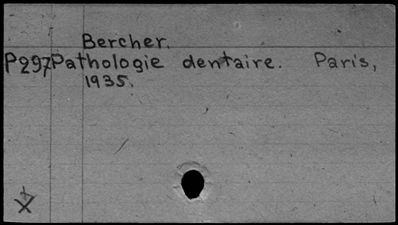 Bercher.
P297 Pathologie dentaire. Paris,
1935.
X